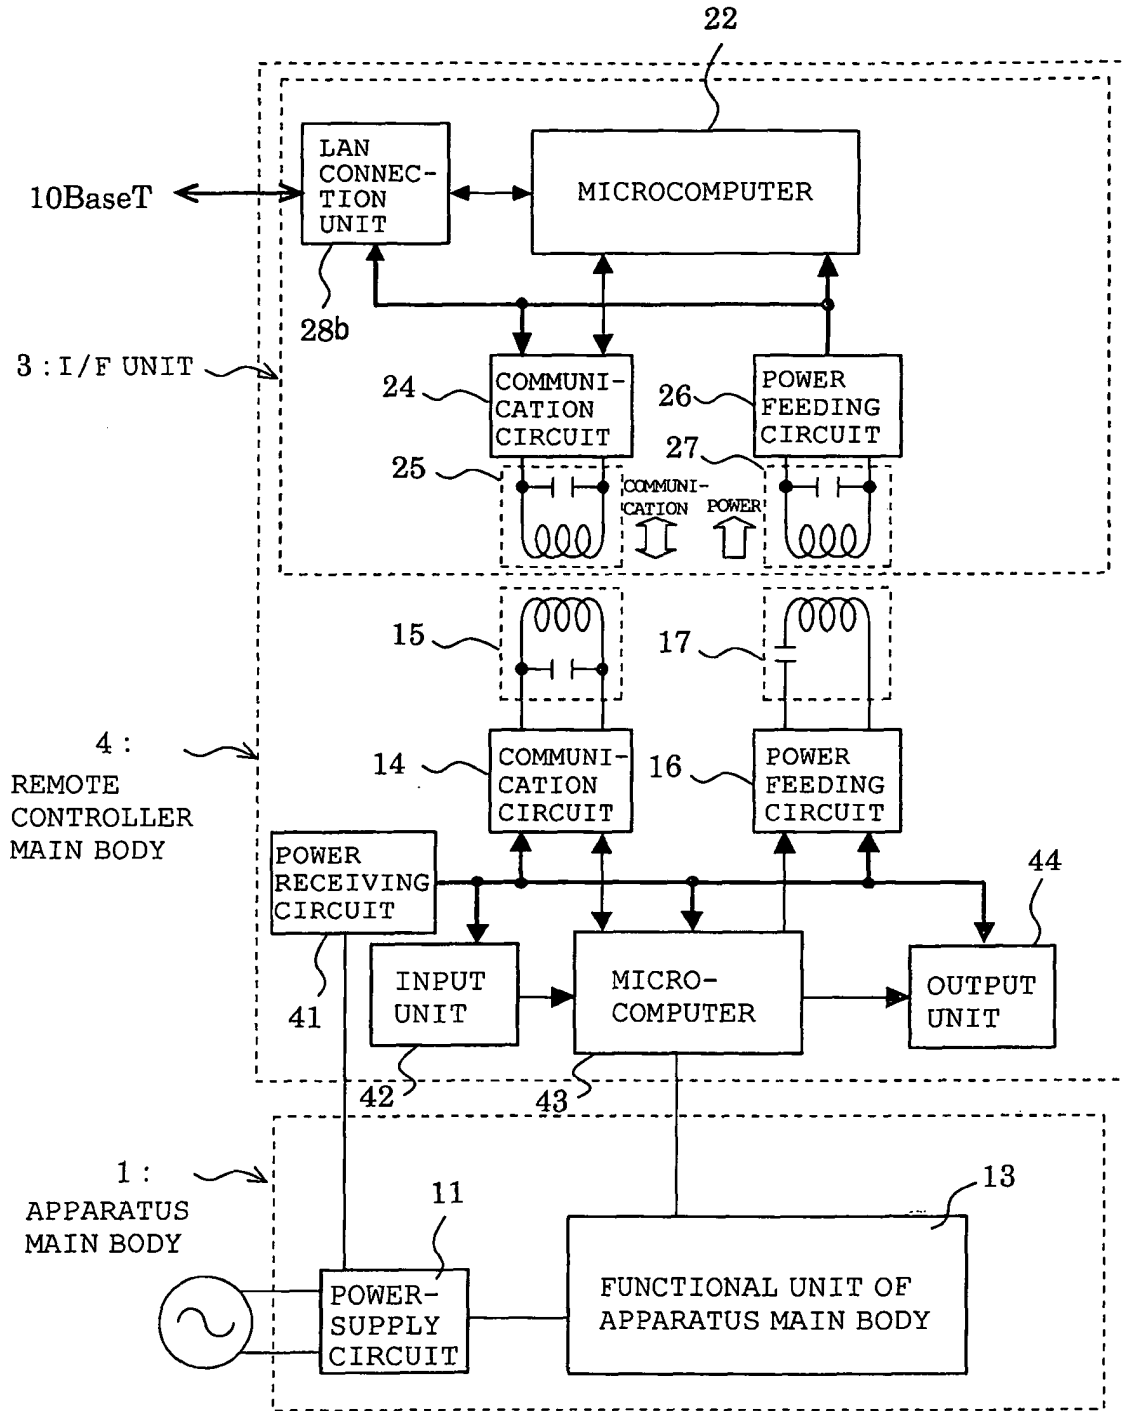 22
LAN
CONNEC-
TION
UNIT
MICROCOMPUTER
10BaseT
28b
3 : I/F UNIT
24
COMMUNI-
CATION
CIRCUIT
26
POWER
FEEDING
CIRCUIT
25
COMMUNI-
CATION
POWER
27
15
17
4 :
REMOTE
CONTROLLER
MAIN BODY
14
COMMUNI-
CATION
CIRCUIT
16
POWER
FEEDING
CIRCUIT
POWER
RECEIVING
CIRCUIT
44
41
INPUT
UNIT
MICRO-
COMPUTER
OUTPUT
UNIT
42
43
1 :
APPARATUS
MAIN BODY
11
13
POWER-
SUPPLY
CIRCUIT
FUNCTIONAL UNIT OF
APPARATUS MAIN BODY